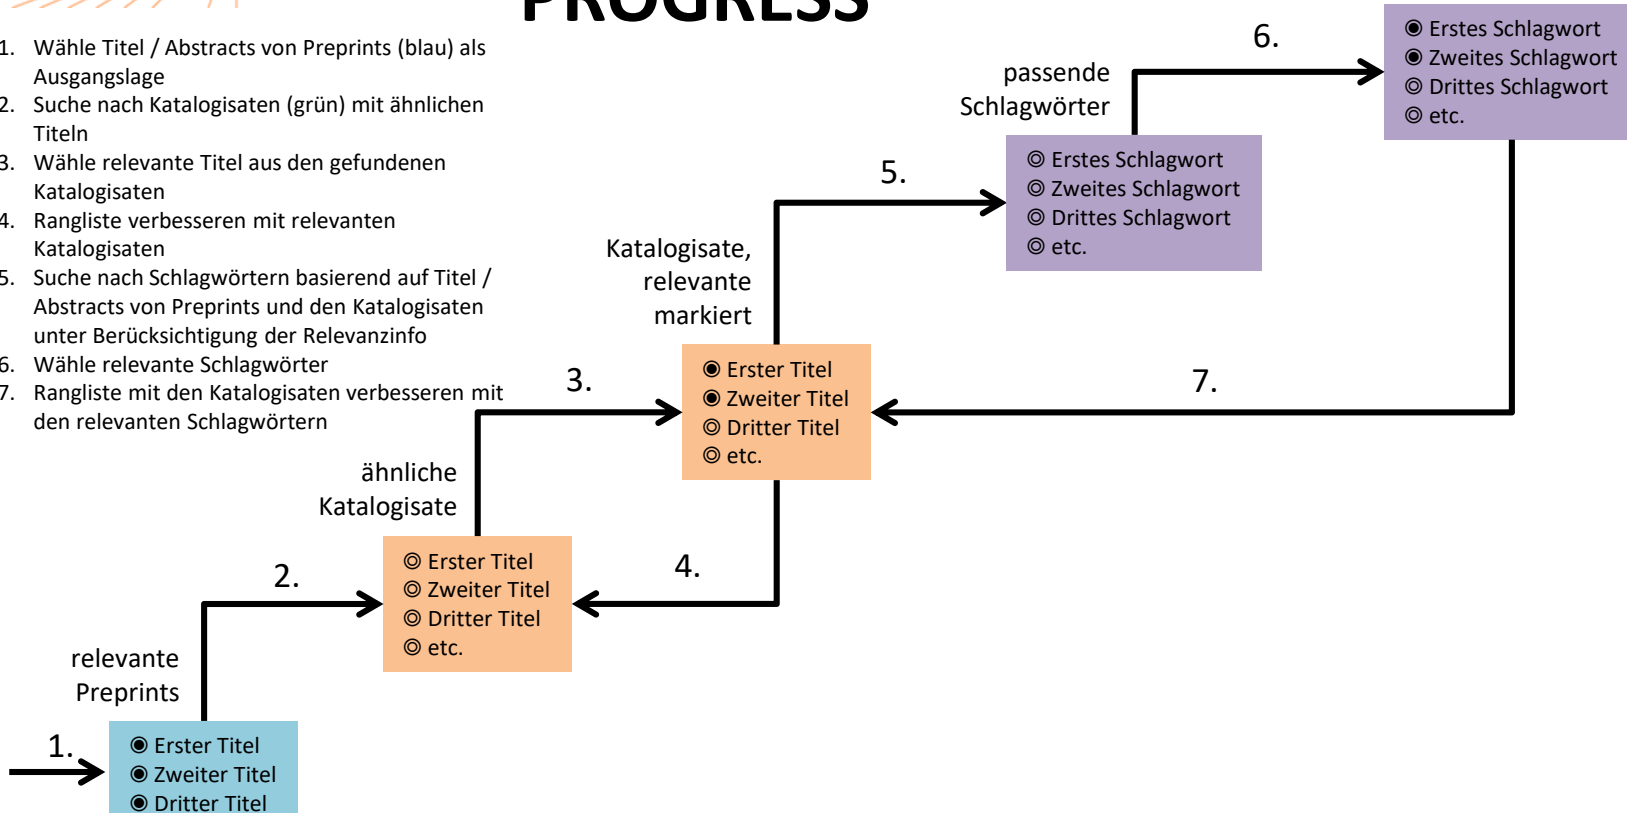 PROGRESS
1. Wähle Titel / Abstracts von Preprints (blau) als
Ausgangslage
2. Suche nach Katalogisaten (grün) mit ähnlichen
Titeln
3. Wähle relevante Titel aus den gefundenen
Katalogisaten
4. Rangliste verbesseren mit relevanten
Katalogisaten
5. Suche nach Schlagwörtern basierend auf Titel /
Abstracts von Preprints und den Katalogisaten
unter Berücksichtigung der Relevanzinfo
6. Wähle relevante Schlagwörter
7. Rangliste mit den Katalogisaten verbesseren mit
den relevanten Schlagwörtern
6.
◉ Erstes Schlagwort
◉ Zweites Schlagwort
◎ Drittes Schlagwort
◎ etc.
passende
Schlagwörter
5.
◎ Erstes Schlagwort
◎ Zweites Schlagwort
◎ Drittes Schlagwort
◎ etc.
Katalogisate,
relevante
markiert
3.
◉ Erster Titel
◉ Zweiter Titel
◎ Dritter Titel
◎ etc.
7.
ähnliche
Katalogisate
2.
◎ Erster Titel
◎ Zweiter Titel
◎ Dritter Titel
◎ etc.
4.
relevante
Preprints
1.
◉ Erster Titel
◉ Zweiter Titel
◉ Dritter Titel